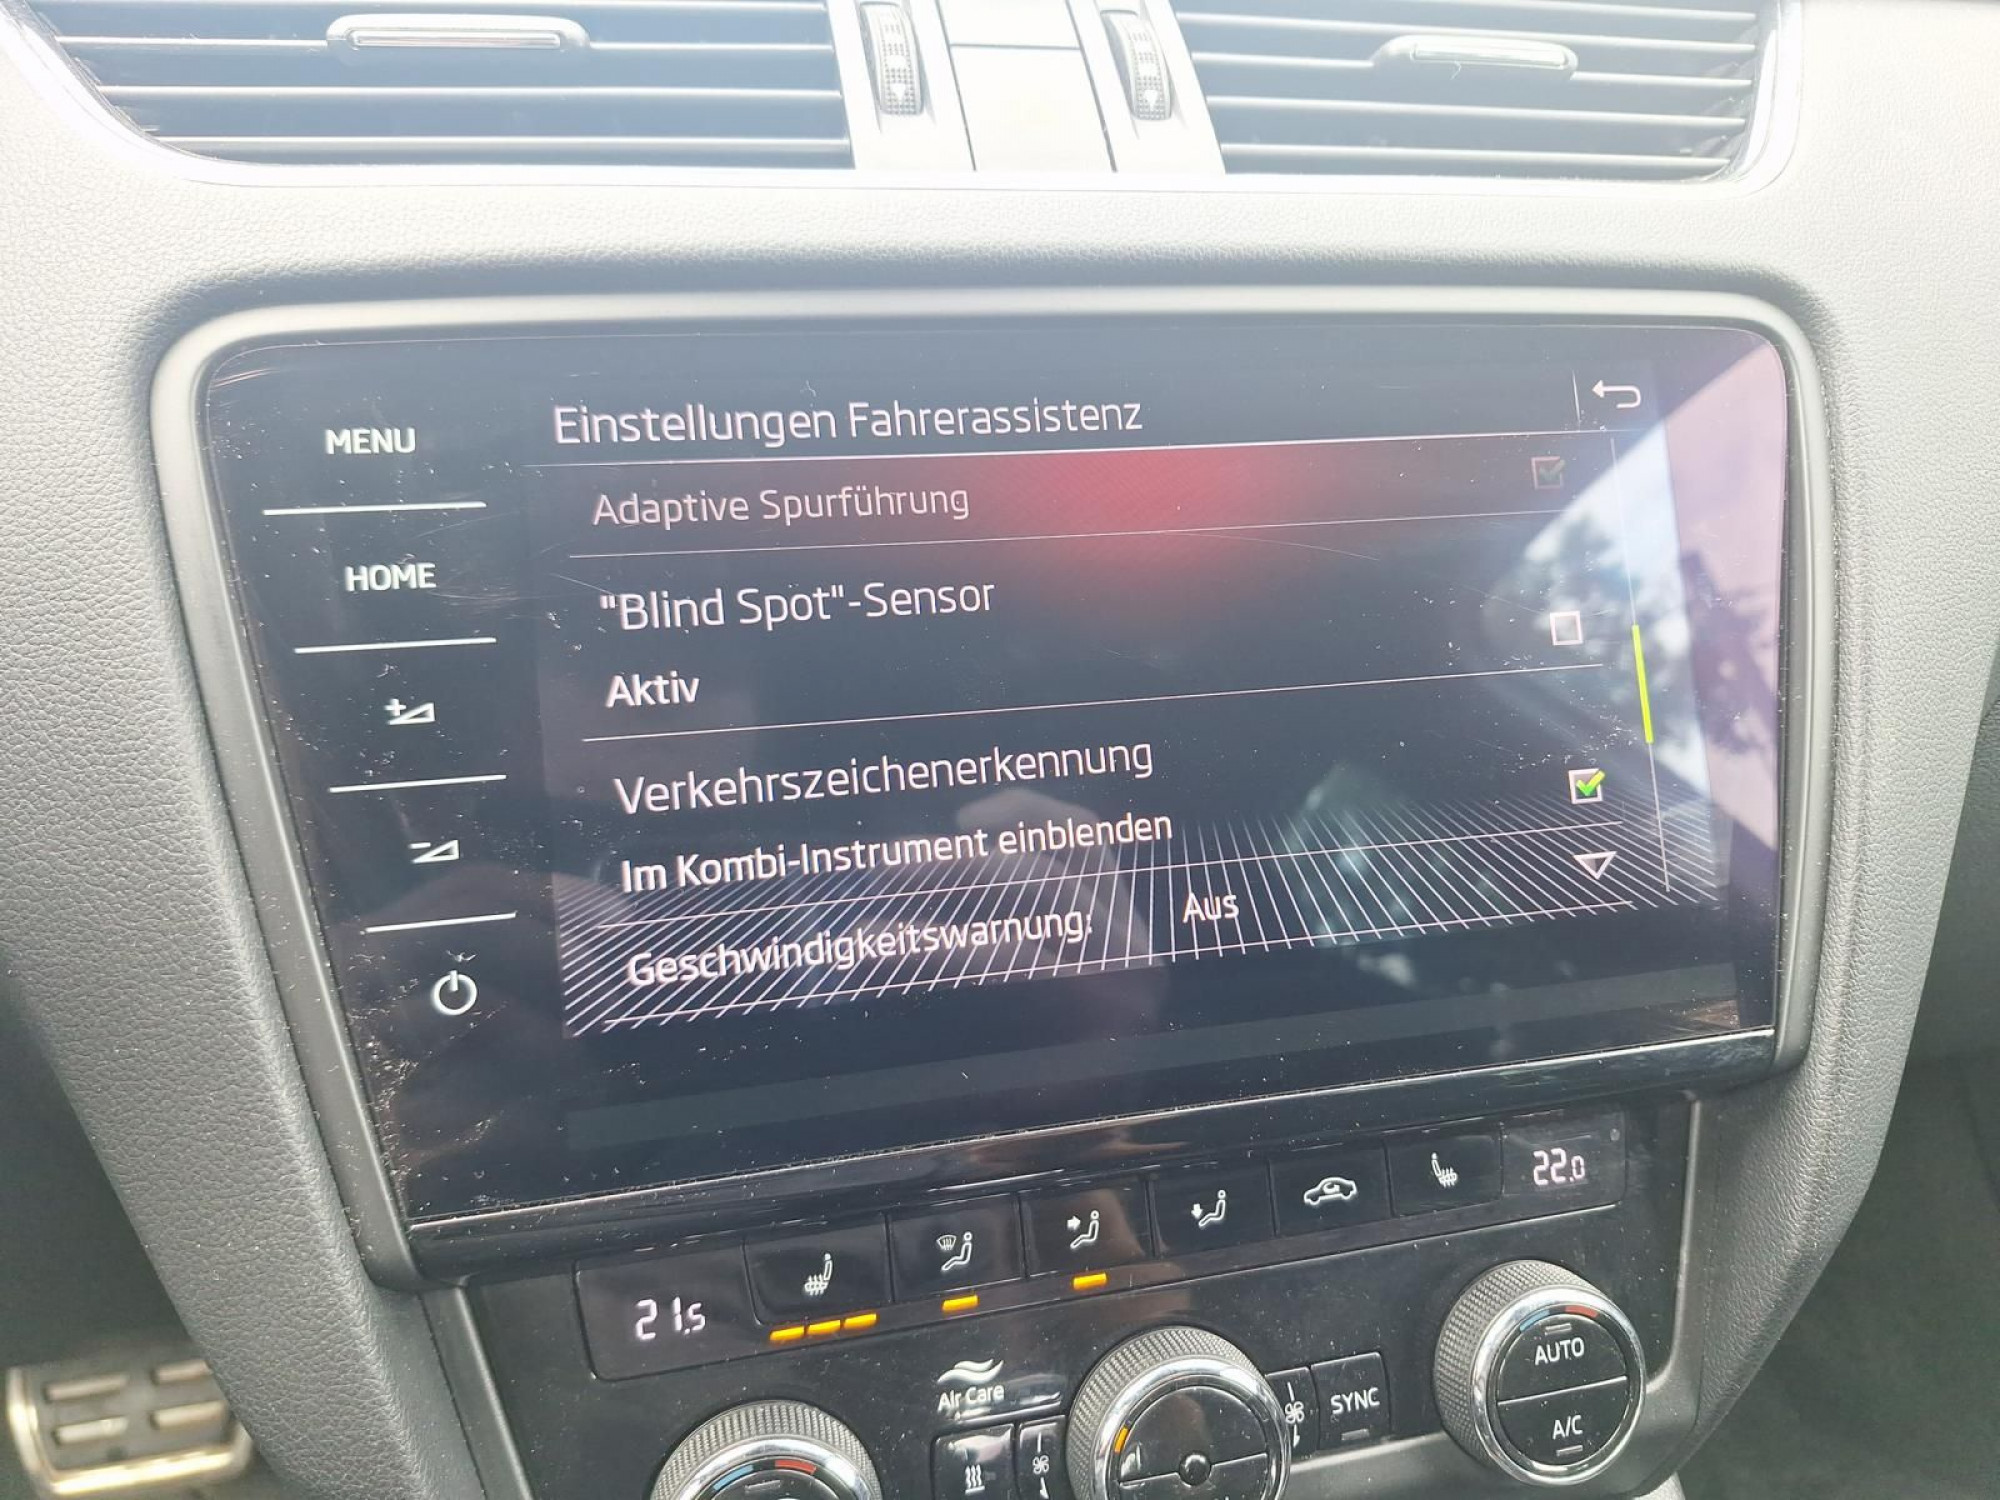 MENU
HOME
Einstellungen Fahrerassistenz
Adaptive Spurführung
"Blind Spot"-Sensor
Aktiv
Verkehrszeichenerkennung
Im Kombi-Instrument einblenden
Geschwindigkeitswarnung: Aus
21.5
22.0
Air Care
SYNC
AUTO
A/C